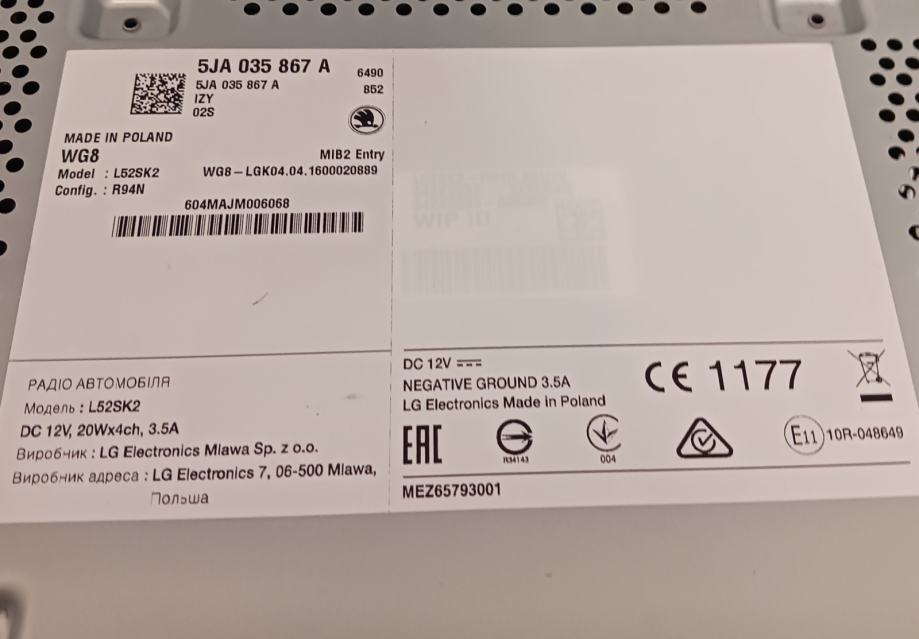 5JA 035 867 A
5JA 035 867 A
IZY
02S
6490
852
MADE IN POLAND
WG8
MIB2 Entry
Model : L52SK2
WG8-LGK04.04.1600020889
Config. : R94N
604MAJM006068
WIP ID
РАДІО АВТОМОБІЛЯ
Модель : L52SK2
DC 12V, 20Wx4ch, 3.5A
Виробник : LG Electronics Mlawa Sp. z o.o.
Виробник адреса : LG Electronics 7, 06-500 Mlawa,
Польша
DC 12V
NEGATIVE GROUND 3.5A
LG Electronics Made in Poland
CE 1177
EAC
R34143
004
E11 10R-048649
MEZ65793001